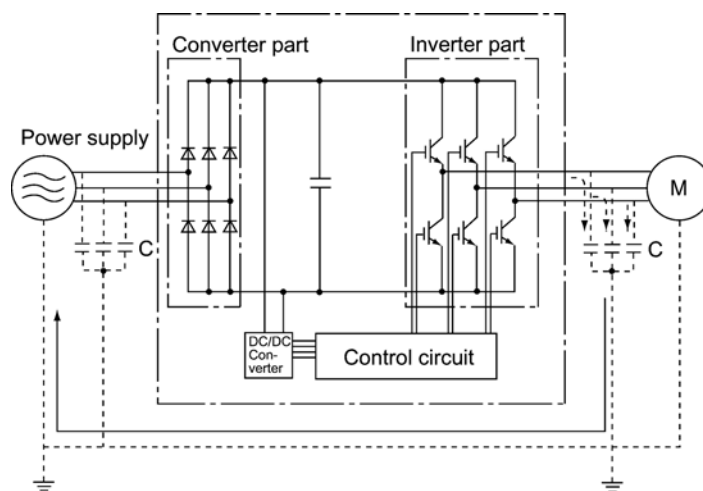 Converter part
Inverter part
Power supply
M
C
C
DC/DC
Con-
verter
Control circuit